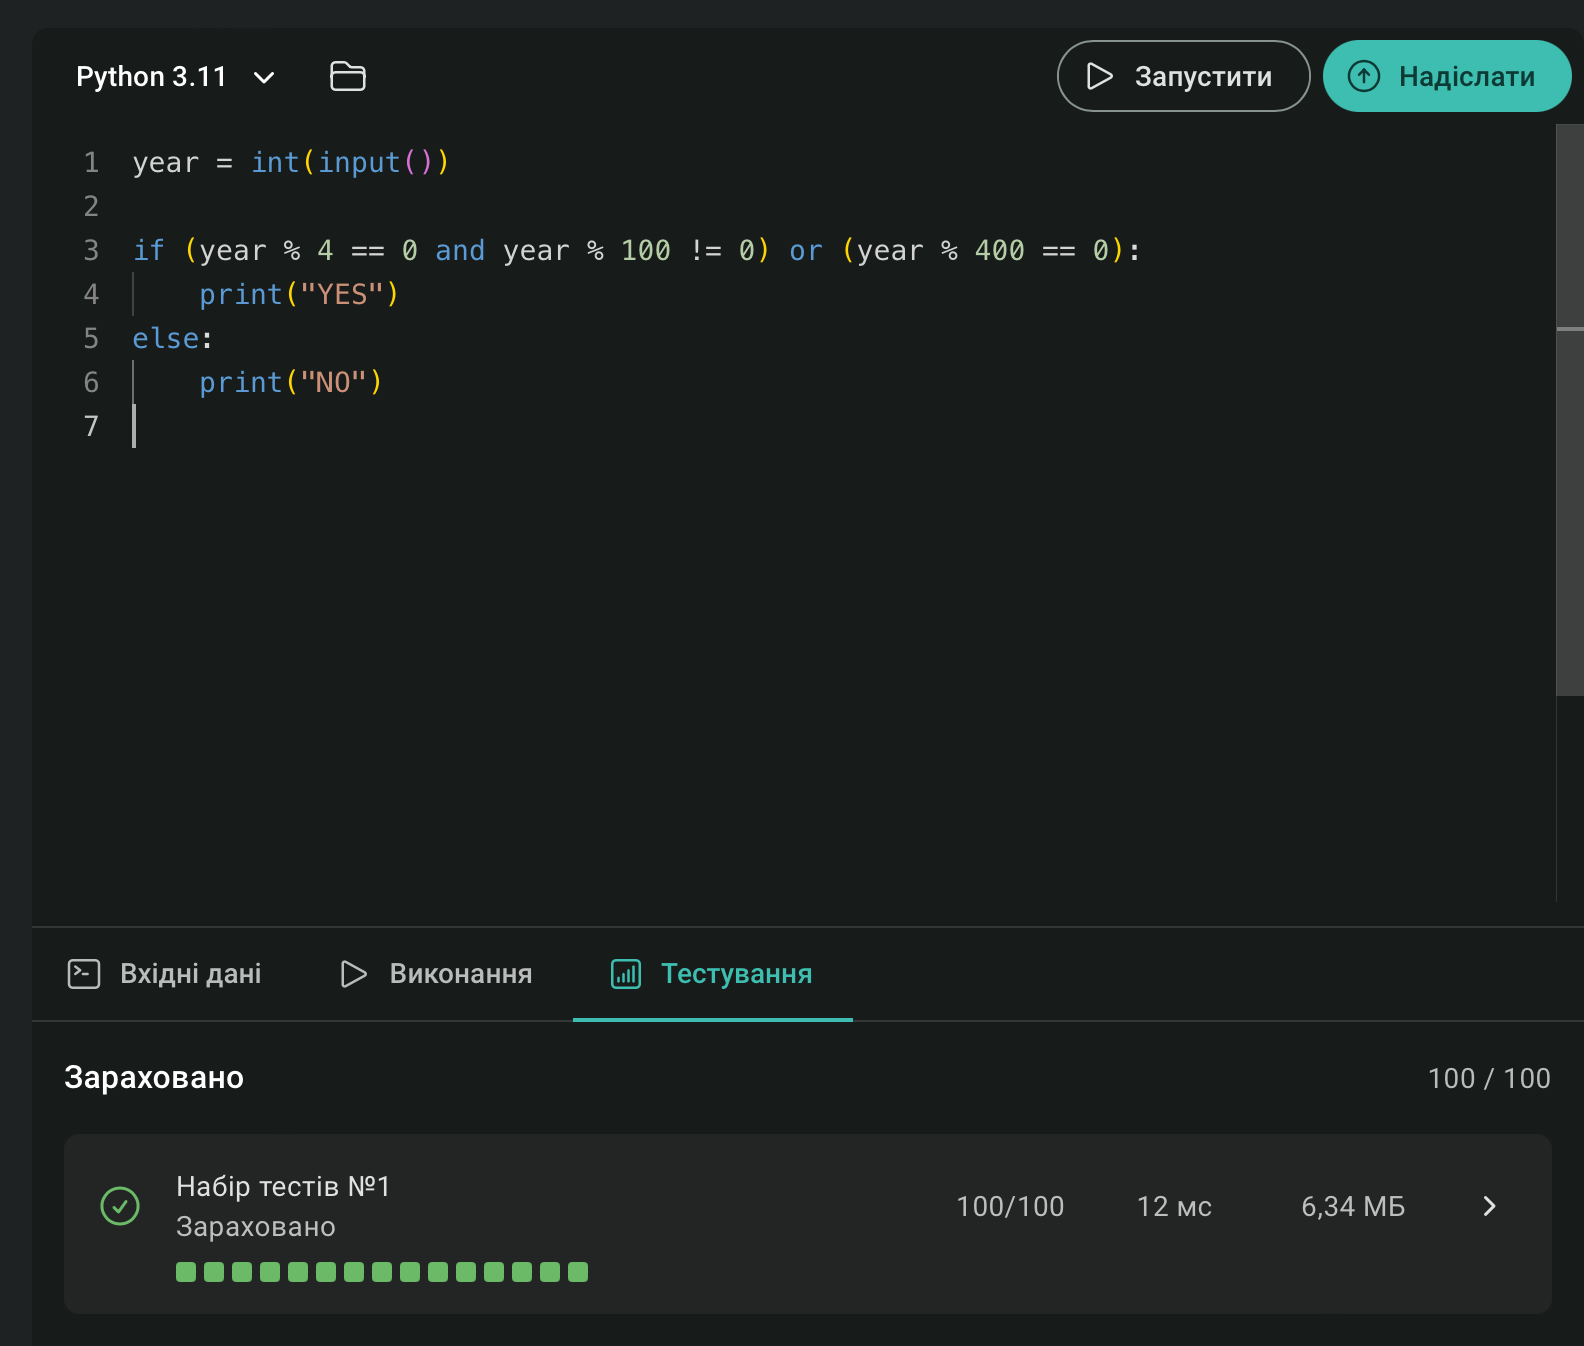 Python 3.11
Запустити
Надіслати
1 year = int(input())
2
3 if (year % 4 == 0 and year % 100 != 0) or (year % 400 == 0):
4     print("YES")
5 else:
6     print("NO")
7
Вхідні дані
Виконання
Тестування
Зараховано
100 / 100
Набір тестів №1
Зараховано
100/100
12 мс
6,34 МБ